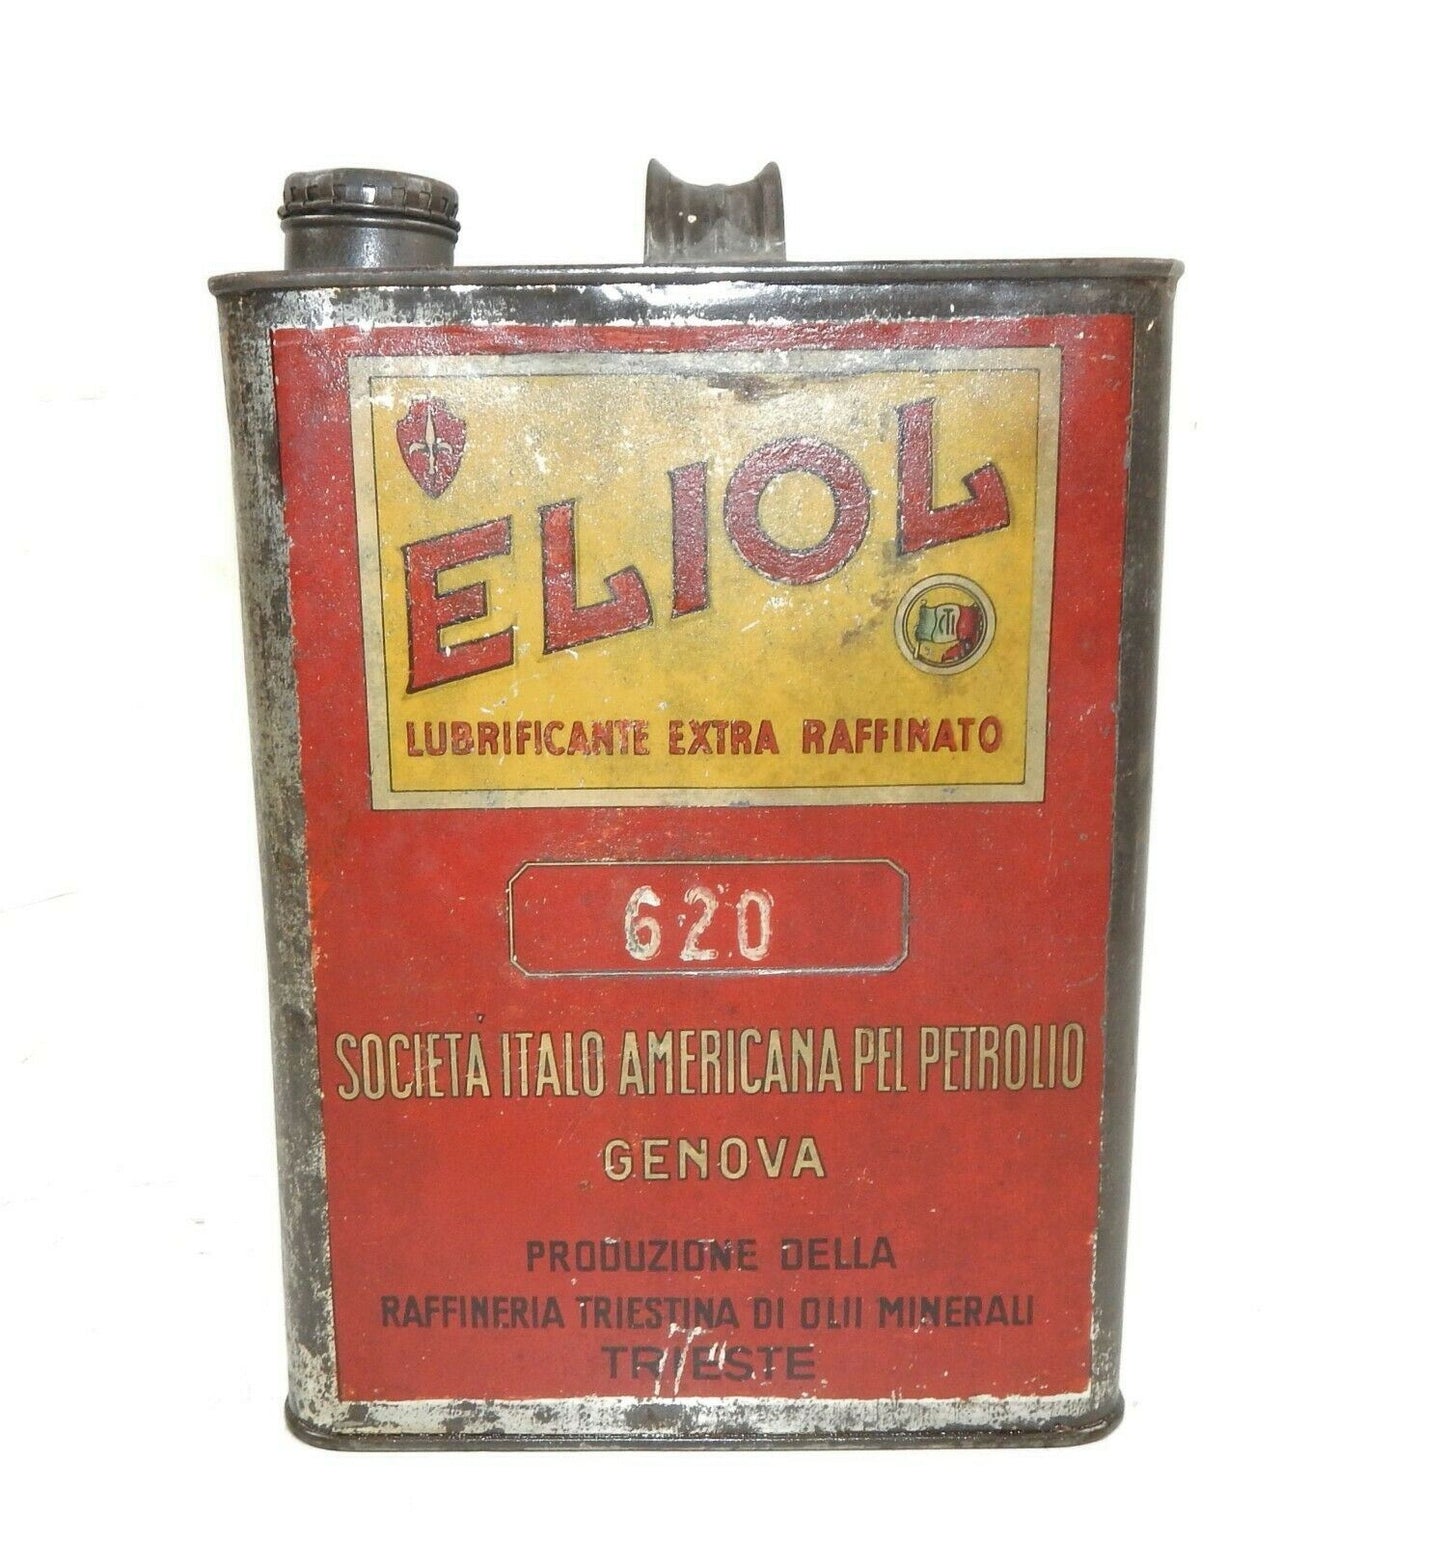 ELIOL
LUBRIFICANTE EXTRA RAFFINATO
620
SOCIETÀ ITALO AMERICANA PEL PETROLIO
GENOVA
PRODUZIONE DELLA
RAFFINERIA TRIESTINA DI OLII MINERALI
TRIESTE